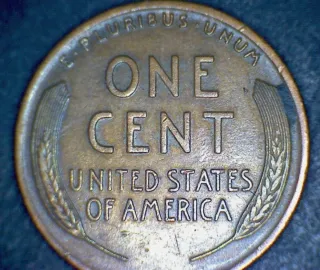 E·PLURIBUS·UNUM
ONE
CENT
UNITED STATES
OF AMERICA